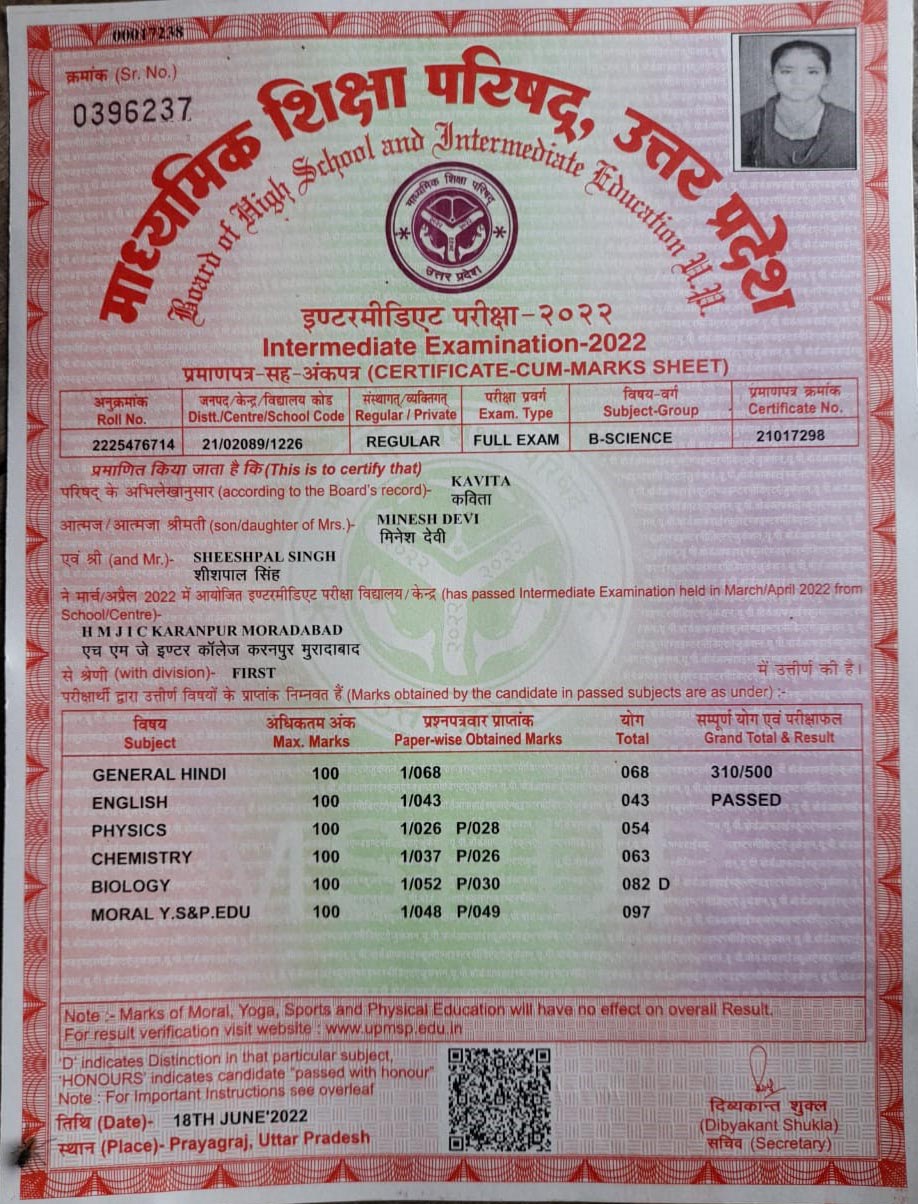 00017238
क्रमांक (Sr. No.)
0396237
माध्यमिक शिक्षा परिषद्, उत्तर प्रदेश
Board of High School and Intermediate Education U.P.
माध्यमिक शिक्षा परिषद्
उत्तर प्रदेश
इण्टरमीडिएट परीक्षा-२०२२
Intermediate Examination-2022
प्रमाणपत्र-सह-अंकपत्र (CERTIFICATE-CUM-MARKS SHEET)
अनुक्रमांक जनपद/केन्द्र/विद्यालय कोड संस्थागत/व्यक्तिगत परीक्षा प्रवर्ग विषय-वर्ग प्रमाणपत्र क्रमांक
Roll No. Distt./Centre/School Code Regular / Private Exam. Type Subject-Group Certificate No.
2225476714 21/02089/1226 REGULAR FULL EXAM B-SCIENCE 21017298
प्रमाणित किया जाता है कि (This is to certify that)
परिषद् के अभिलेखानुसार (according to the Board's record)- KAVITA
कविता
आत्मज/आत्मजा श्रीमती (son/daughter of Mrs.)- MINESH DEVI
मिनेश देवी
एवं श्री (and Mr.)- SHEESHPAL SINGH
शीशपाल सिंह
ने मार्च/अप्रैल 2022 में आयोजित इण्टरमीडिएट परीक्षा विद्यालय/केन्द्र (has passed Intermediate Examination held in March/April 2022 from
School/Centre)-
H M J I C KARANPUR MORADABAD
एच एम जे इण्टर कॉलेज करनपुर मुरादाबाद
से श्रेणी (with division)- FIRST में उत्तीर्ण की है।
परीक्षार्थी द्वारा उत्तीर्ण विषयों के प्राप्तांक निम्नवत हैं (Marks obtained by the candidate in passed subjects are as under) :-
विषय अधिकतम अंक प्रश्नपत्रवार प्राप्तांक योग सम्पूर्ण योग एवं परीक्षाफल
Subject Max. Marks Paper-wise Obtained Marks Total Grand Total & Result
GENERAL HINDI 100 1/068 068 310/500
ENGLISH 100 1/043 043 PASSED
PHYSICS 100 1/026 P/028 054
CHEMISTRY 100 1/037 P/026 063
BIOLOGY 100 1/052 P/030 082 D
MORAL Y.S&P.EDU 100 1/048 P/049 097
Note :- Marks of Moral, Yoga, Sports and Physical Education will have no effect on overall Result.
For result verification visit website : www.upmsp.edu.in
'D' indicates Distinction in that particular subject,
'HONOURS' indicates candidate "passed with honour"
Note : For Important Instructions see overleaf
तिथि (Date)- 18TH JUNE'2022
स्थान (Place)- Prayagraj, Uttar Pradesh
दिव्यकान्त शुक्ल
(Dibyakant Shukla)
सचिव (Secretary)